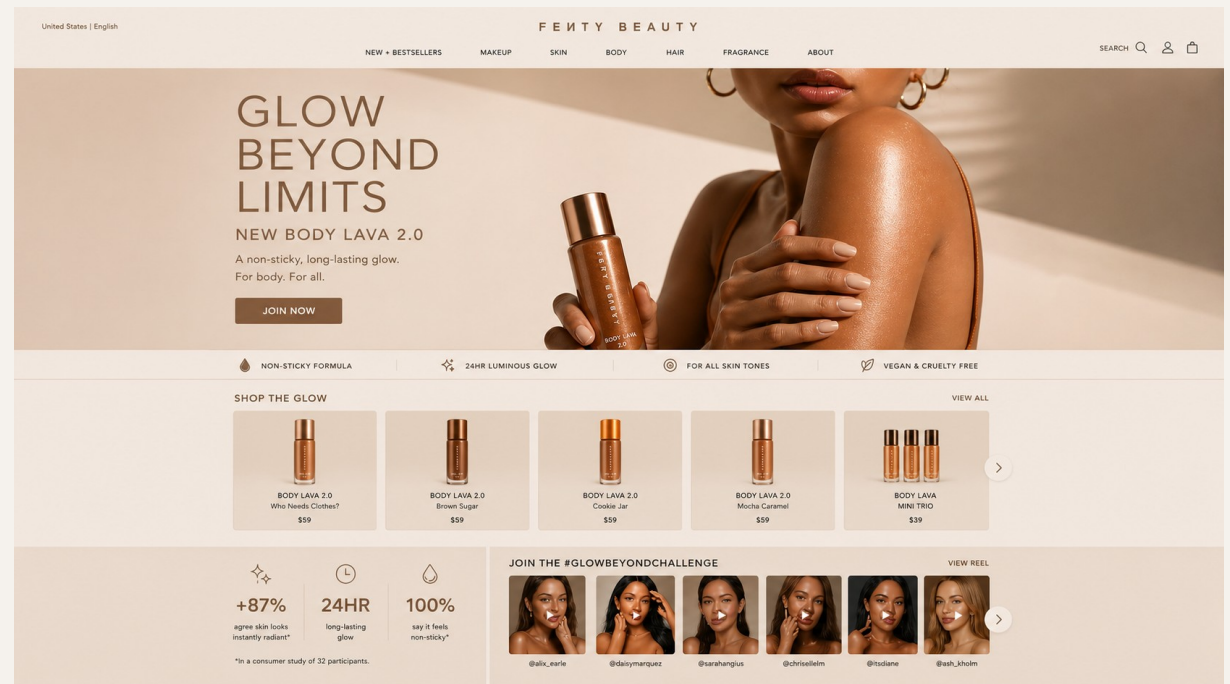 United States | English
FEИTY BEAUTY
NEW + BESTSELLERS MAKEUP SKIN BODY HAIR FRAGRANCE ABOUT
SEARCH
GLOW
BEYOND
LIMITS
NEW BODY LAVA 2.0
A non-sticky, long-lasting glow.
For body. For all.
JOIN NOW
BODY LAVA
2.0
NON-STICKY FORMULA
24HR LUMINOUS GLOW
FOR ALL SKIN TONES
VEGAN & CRUELTY FREE
SHOP THE GLOW
VIEW ALL
BODY LAVA 2.0
Who Needs Clothes?
$59
BODY LAVA 2.0
Brown Sugar
$59
BODY LAVA 2.0
Cookie Jar
$59
BODY LAVA 2.0
Mocha Caramel
$59
BODY LAVA
MINI TRIO
$39
+87%
agree skin looks
instantly radiant*
24HR
long-lasting
glow
100%
say it feels
non-sticky*
*In a consumer study of 32 participants.
JOIN THE #GLOWBEYONDCHALLENGE
VIEW REEL
@alix_earle
@daisymarquez
@sarahangius
@chrisellelm
@itsdiane
@ash_kholm